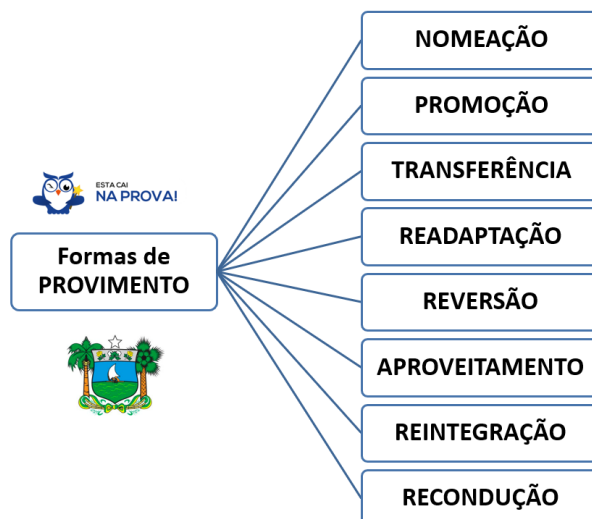 NOMEAÇÃO
PROMOÇÃO
TRANSFERÊNCIA
ESTA CAI
NA PROVA!
READAPTAÇÃO
Formas de
PROVIMENTO
REVERSÃO
APROVEITAMENTO
REINTEGRAÇÃO
RECONDUÇÃO